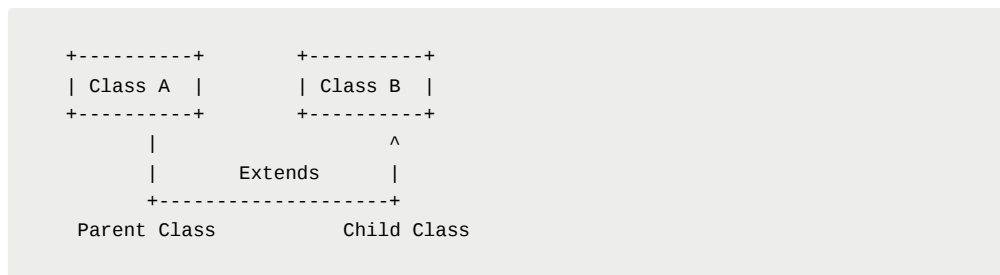 +----------+        +----------+
| Class A  |        | Class B  |
+----------+        +----------+
       |                    ^
       |       Extends      |
       +--------------------+
 Parent Class           Child Class